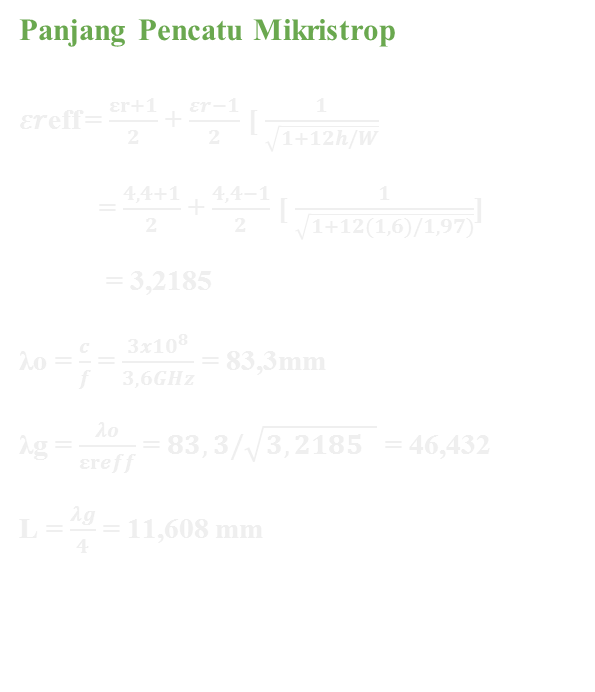 Panjang Pencatu Mikristrop
εreff = (εr+1)/2 + (εr−1)/2 [ 1/√(1+12h/W)
= (4,4+1)/2 + (4,4−1)/2 [ 1/√(1+12(1,6)/1,97) ]
= 3,2185
λo = c/f = 3x10⁸/3,6GHz = 83,3mm
λg = λo/εreff = 83,3/√3,2185 = 46,432
L = λg/4 = 11,608 mm